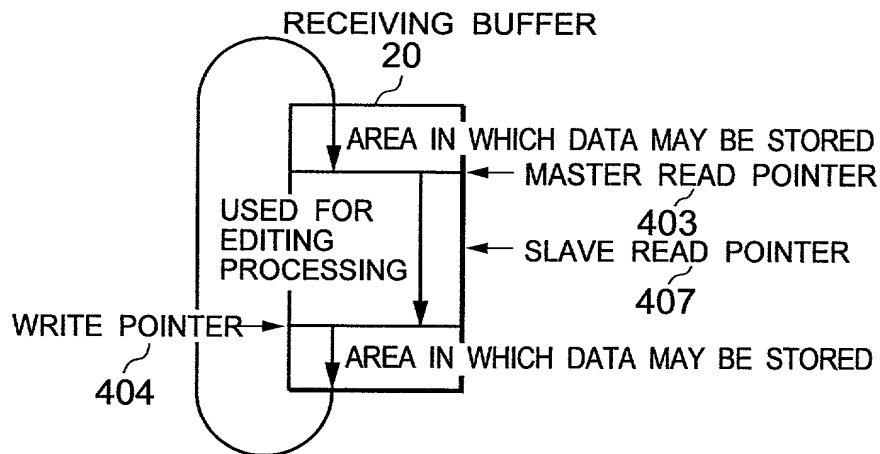 RECEIVING BUFFER
20
AREA IN WHICH DATA MAY BE STORED
MASTER READ POINTER
403
USED FOR
EDITING
PROCESSING
SLAVE READ POINTER
407
WRITE POINTER
404
AREA IN WHICH DATA MAY BE STORED